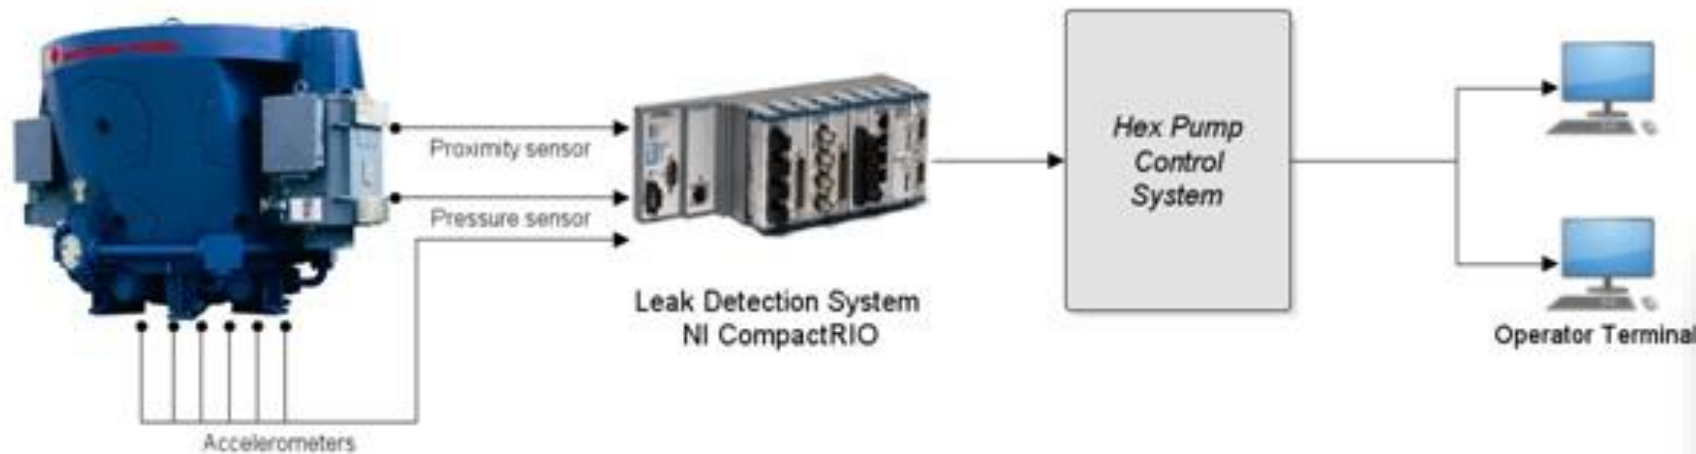 Proximity sensor
Pressure sensor
Accelerometers
Leak Detection System
NI CompactRIO
Hex Pump
Control
System
Operator Terminal